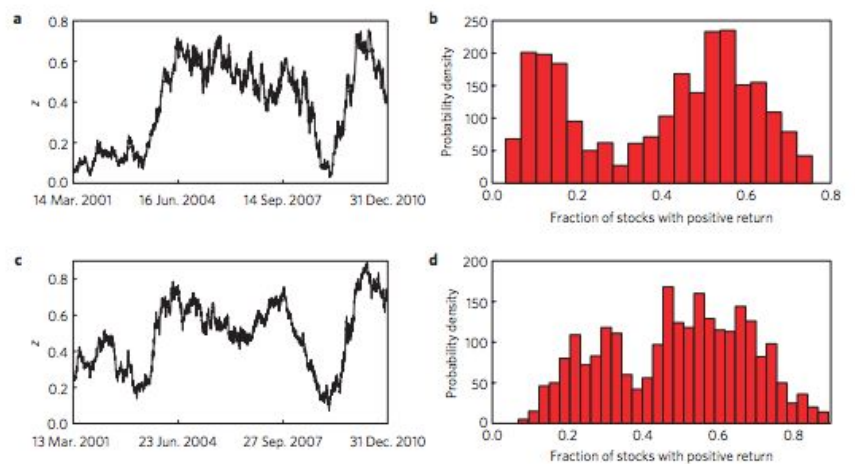 a
0.8
0.6
0.4
0.2
0.0
z
14 Mar. 2001 16 Jun. 2004 14 Sep. 2007 31 Dec. 2010
b
250
200
150
100
50
0
Probability density
0.0 0.2 0.4 0.6 0.8
Fraction of stocks with positive return
c
0.8
0.6
0.4
0.2
0.0
z
13 Mar. 2001 23 Jun. 2004 27 Sep. 2007 31 Dec. 2010
d
200
150
100
50
0
Probability density
0.0 0.2 0.4 0.6 0.8
Fraction of stocks with positive return